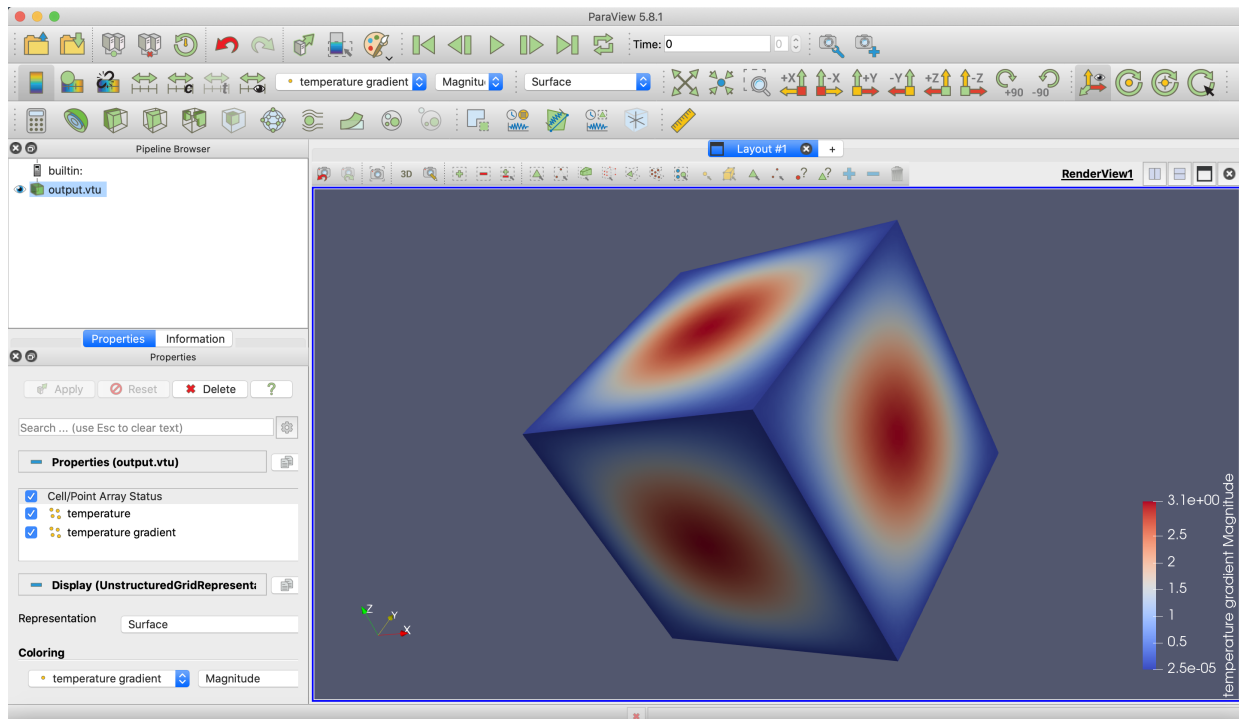 ParaView 5.8.1
3D
Time: 0
0
temperature gradient
Magnitu
Surface
+X
-X
+Y
-Y
+Z
-Z
+90
-90
Pipeline Browser
Layout #1
+
builtin:
output.vtu
3D
RenderView1
Properties
Information
Properties
Apply
Reset
Delete
?
Search ... (use Esc to clear text)
Properties (output.vtu)
Cell/Point Array Status
temperature
temperature gradient
Display (UnstructuredGridRepresenta
Representation
Surface
Coloring
temperature gradient
Magnitude
Z
Y
X
3.1e+00
2.5
2
1.5
1
0.5
2.5e-05
temperature gradient Magnitude